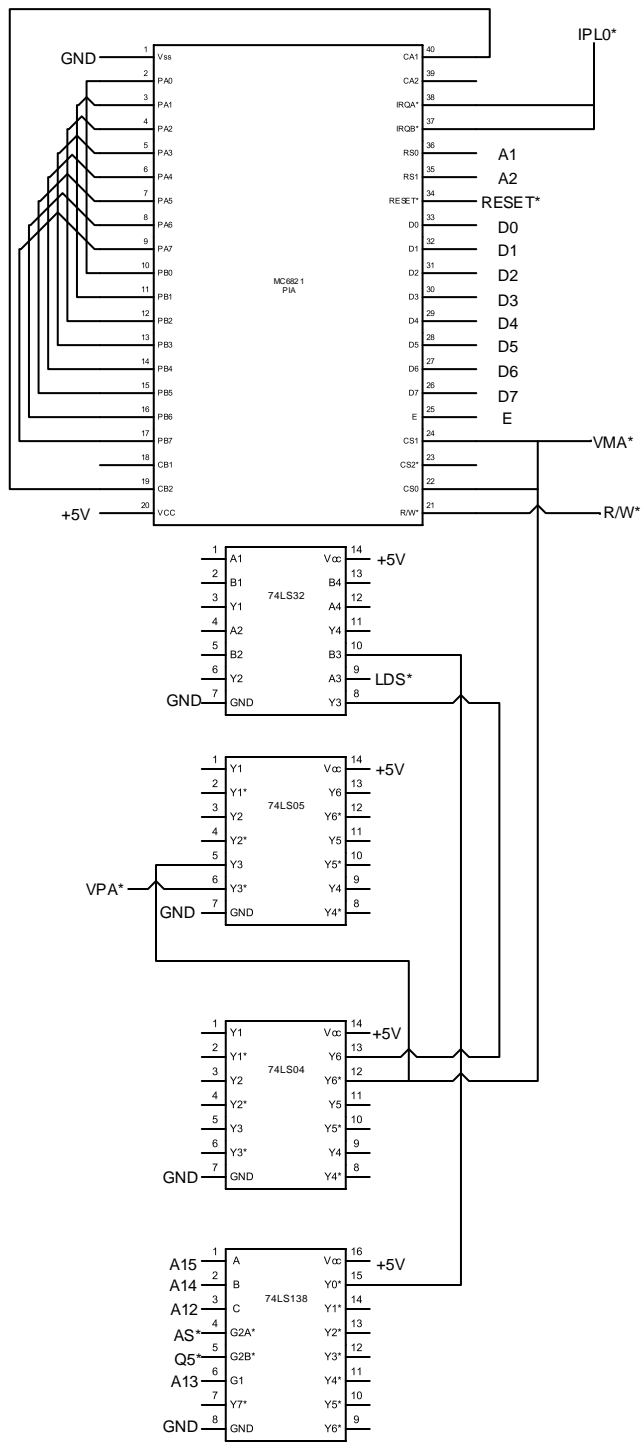 IPL0*
GND 1 Vss CA1 40
2 PA0 CA2 39
3 PA1 IRQA* 38
4 PA2 IRQB* 37
5 PA3 RS0 36 A1
6 PA4 RS1 35 A2
7 PA5 RESET* 34 RESET*
8 PA6 D0 33 D0
9 PA7 D1 32 D1
10 PB0 D2 31 D2
MC6821
PIA
11 PB1 D3 30 D3
12 PB2 D4 29 D4
13 PB3 D5 28 D5
14 PB4 D6 27 D6
15 PB5 D7 26 D7
16 PB6 E 25 E
17 PB7 CS1 24 VMA*
18 CB1 CS2* 23
19 CB2 CS0 22
+5V 20 VCC R/W* 21 R/W*
1 A1 Vcc 14 +5V
2 B1 B4 13
74LS32
3 Y1 A4 12
4 A2 Y4 11
5 B2 B3 10
6 Y2 A3 9 LDS*
GND 7 GND Y3 8
1 Y1 Vcc 14 +5V
2 Y1* Y6 13
74LS05
3 Y2 Y6* 12
4 Y2* Y5 11
5 Y3 Y5* 10
VPA* 6 Y3* Y4 9
GND 7 GND Y4* 8
1 Y1 Vcc 14 +5V
2 Y1* Y6 13
74LS04
3 Y2 Y6* 12
4 Y2* Y5 11
5 Y3 Y5* 10
6 Y3* Y4 9
GND 7 GND Y4* 8
A15 1 A Vcc 16 +5V
A14 2 B Y0* 15
74LS138
A12 3 C Y1* 14
AS* 4 G2A* Y2* 13
Q5* 5 G2B* Y3* 12
A13 6 G1 Y4* 11
7 Y7* Y5* 10
GND 8 GND Y6* 9